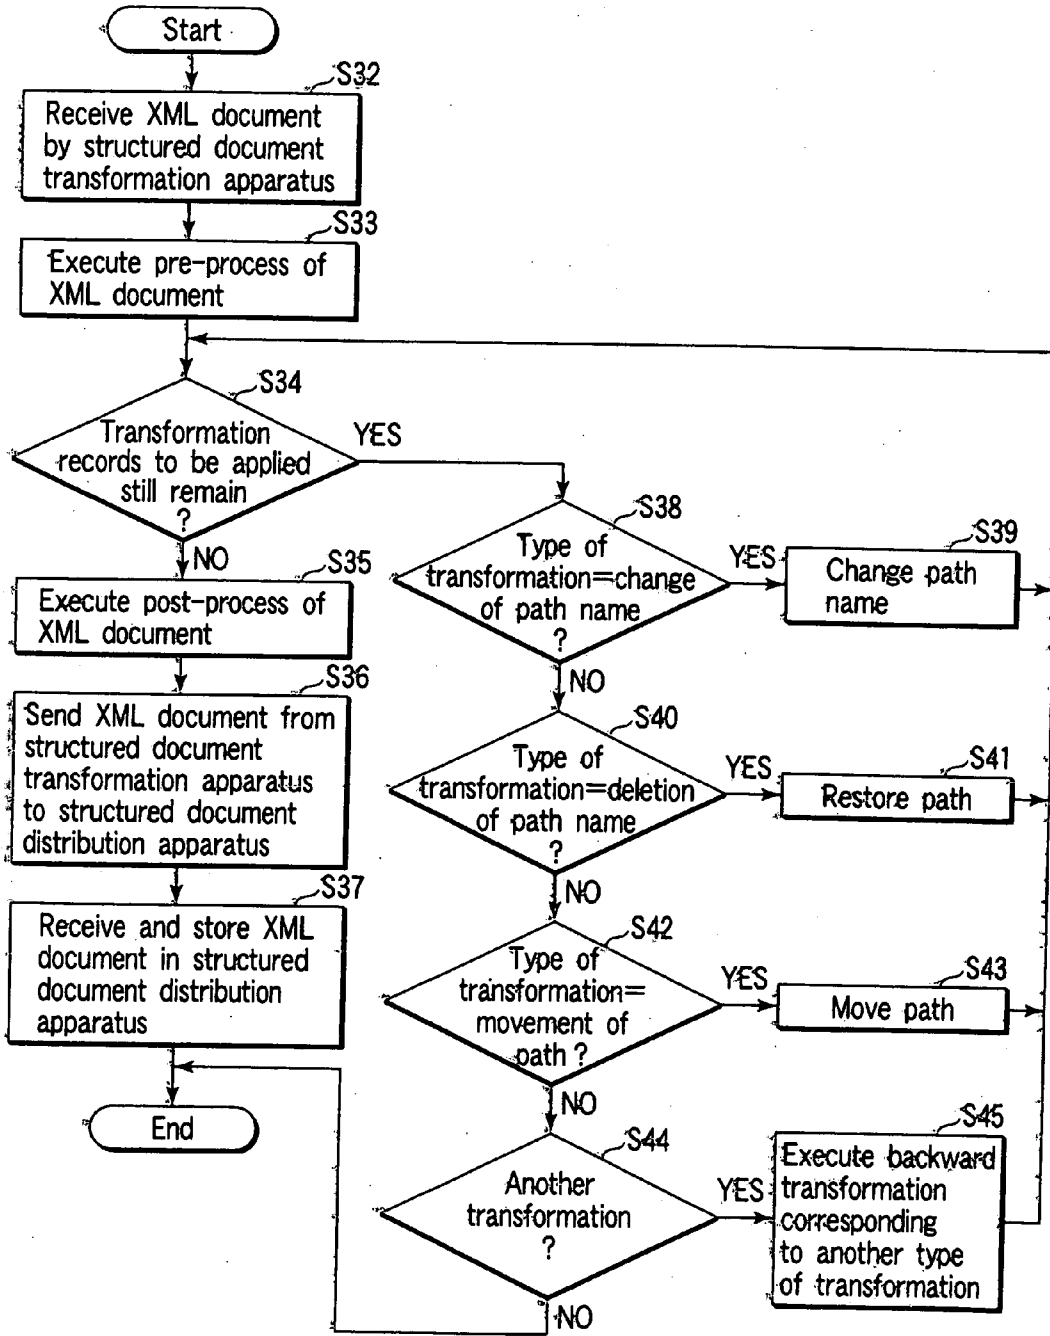 Start
S32
Receive XML document
by structured document
transformation apparatus
S33
Execute pre-process of
XML document
S34
Transformation
records to be applied
still remain
?
YES
NO
S35
Execute post-process of
XML document
S36
Send XML document from
structured document
transformation apparatus
to structured document
distribution apparatus
S37
Receive and store XML
document in structured
document distribution
apparatus
End
S38
Type of
transformation=change
of path name
?
YES
NO
S39
Change path
name
S40
Type of
transformation=deletion
of path name
?
YES
NO
S41
Restore path
S42
Type of
transformation=
movement of
path ?
YES
NO
S43
Move path
S44
Another
transformation
?
YES
NO
S45
Execute backward
transformation
corresponding
to another type
of transformation